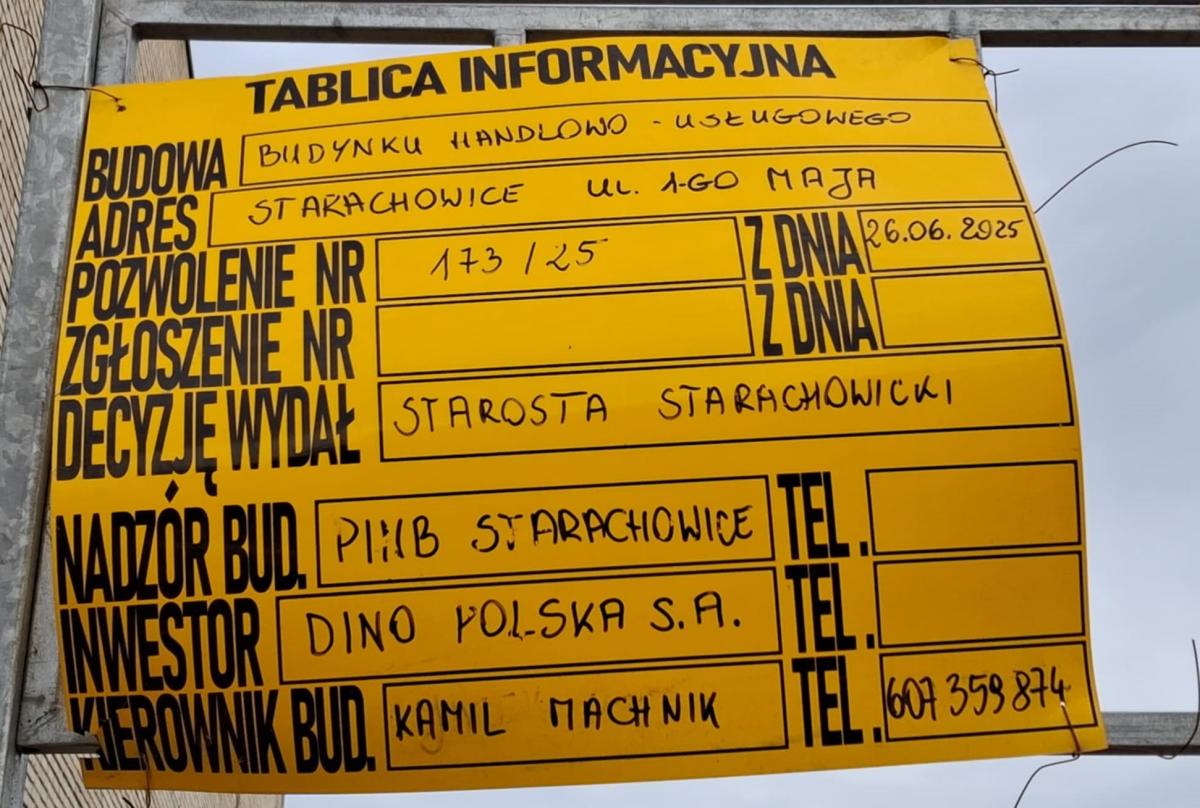 TABLICA INFORMACYJNA
BUDOWA BUDYNKU HANDLOWO - USŁUGOWEGO
ADRES STARACHOWICE UL. 1-GO MAJA
POZWOLENIE NR 173/25 Z DNIA 26.06.2025
ZGŁOSZENIE NR Z DNIA
DECYZJĘ WYDAŁ STAROSTA STARACHOWICKI
NADZÓR BUD. PINB STARACHOWICE TEL.
INWESTOR DINO POLSKA S.A. TEL.
KIEROWNIK BUD. KAMIL MACHNIK TEL. 607 359 874